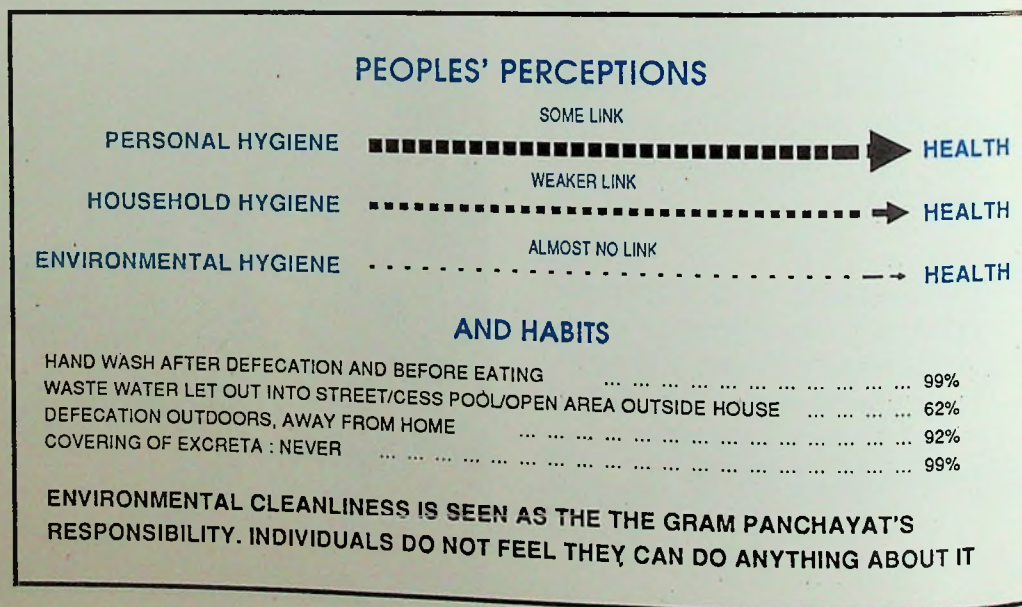 PEOPLES' PERCEPTIONS
SOME LINK
PERSONAL HYGIENE HEALTH
WEAKER LINK
HOUSEHOLD HYGIENE HEALTH
ALMOST NO LINK
ENVIRONMENTAL HYGIENE HEALTH
AND HABITS
HAND WASH AFTER DEFECATION AND BEFORE EATING ... ... ... ... ... ... ... ... ... ... ... ... 99%
WASTE WATER LET OUT INTO STREET/CESS POOL/OPEN AREA OUTSIDE HOUSE ... ... ... ... 62%
DEFECATION OUTDOORS, AWAY FROM HOME ... ... ... ... ... ... ... ... ... ... ... ... ... ... 92%
COVERING OF EXCRETA : NEVER ... ... ... ... ... ... ... ... ... ... ... ... ... ... ... ... ... ... ... 99%
ENVIRONMENTAL CLEANLINESS IS SEEN AS THE THE GRAM PANCHAYAT'S
RESPONSIBILITY. INDIVIDUALS DO NOT FEEL THEY CAN DO ANYTHING ABOUT IT